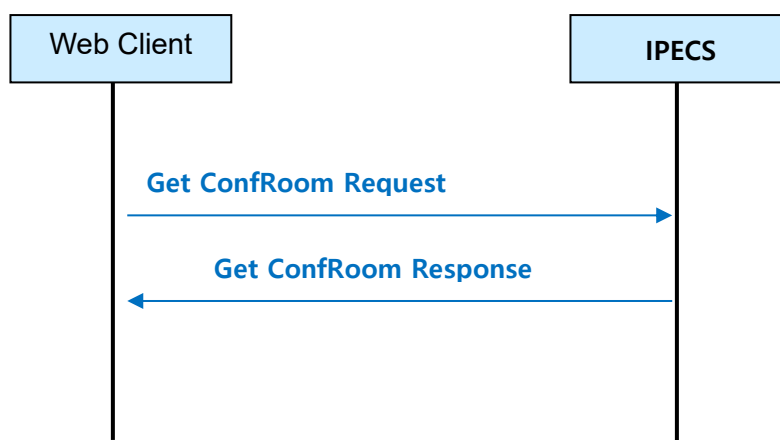 Web Client
IPECS
Get ConfRoom Request
Get ConfRoom Response